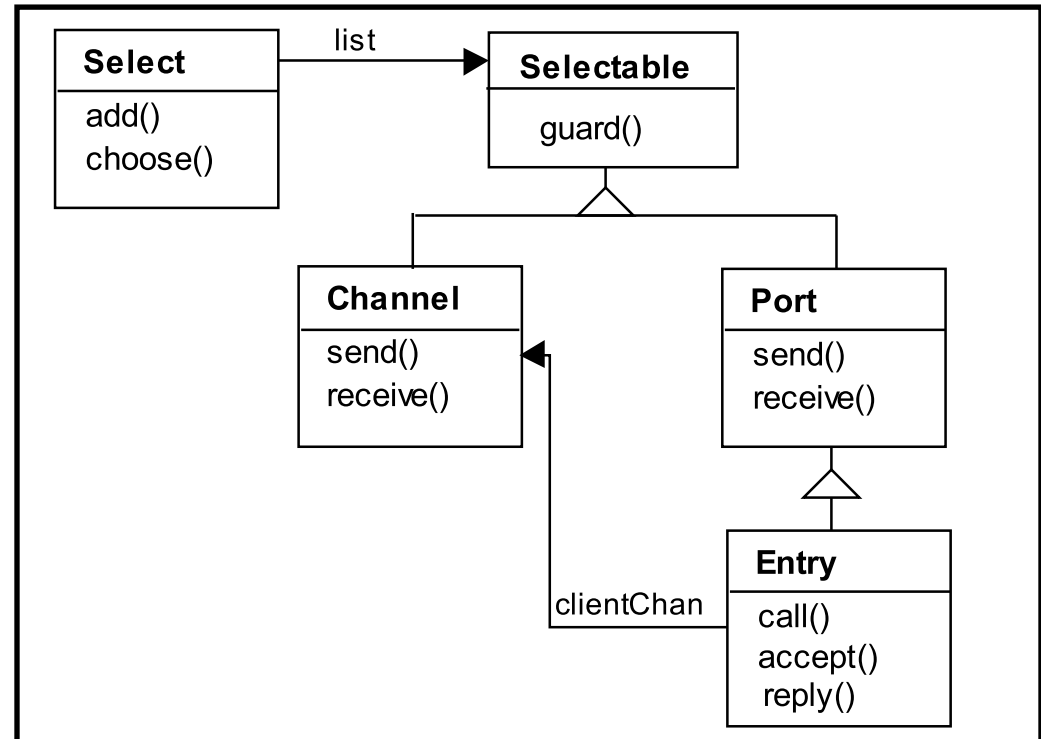 Select
add()
choose()
list
Selectable
guard()
Channel
send()
receive()
Port
send()
receive()
clientChan
Entry
call()
accept()
reply()